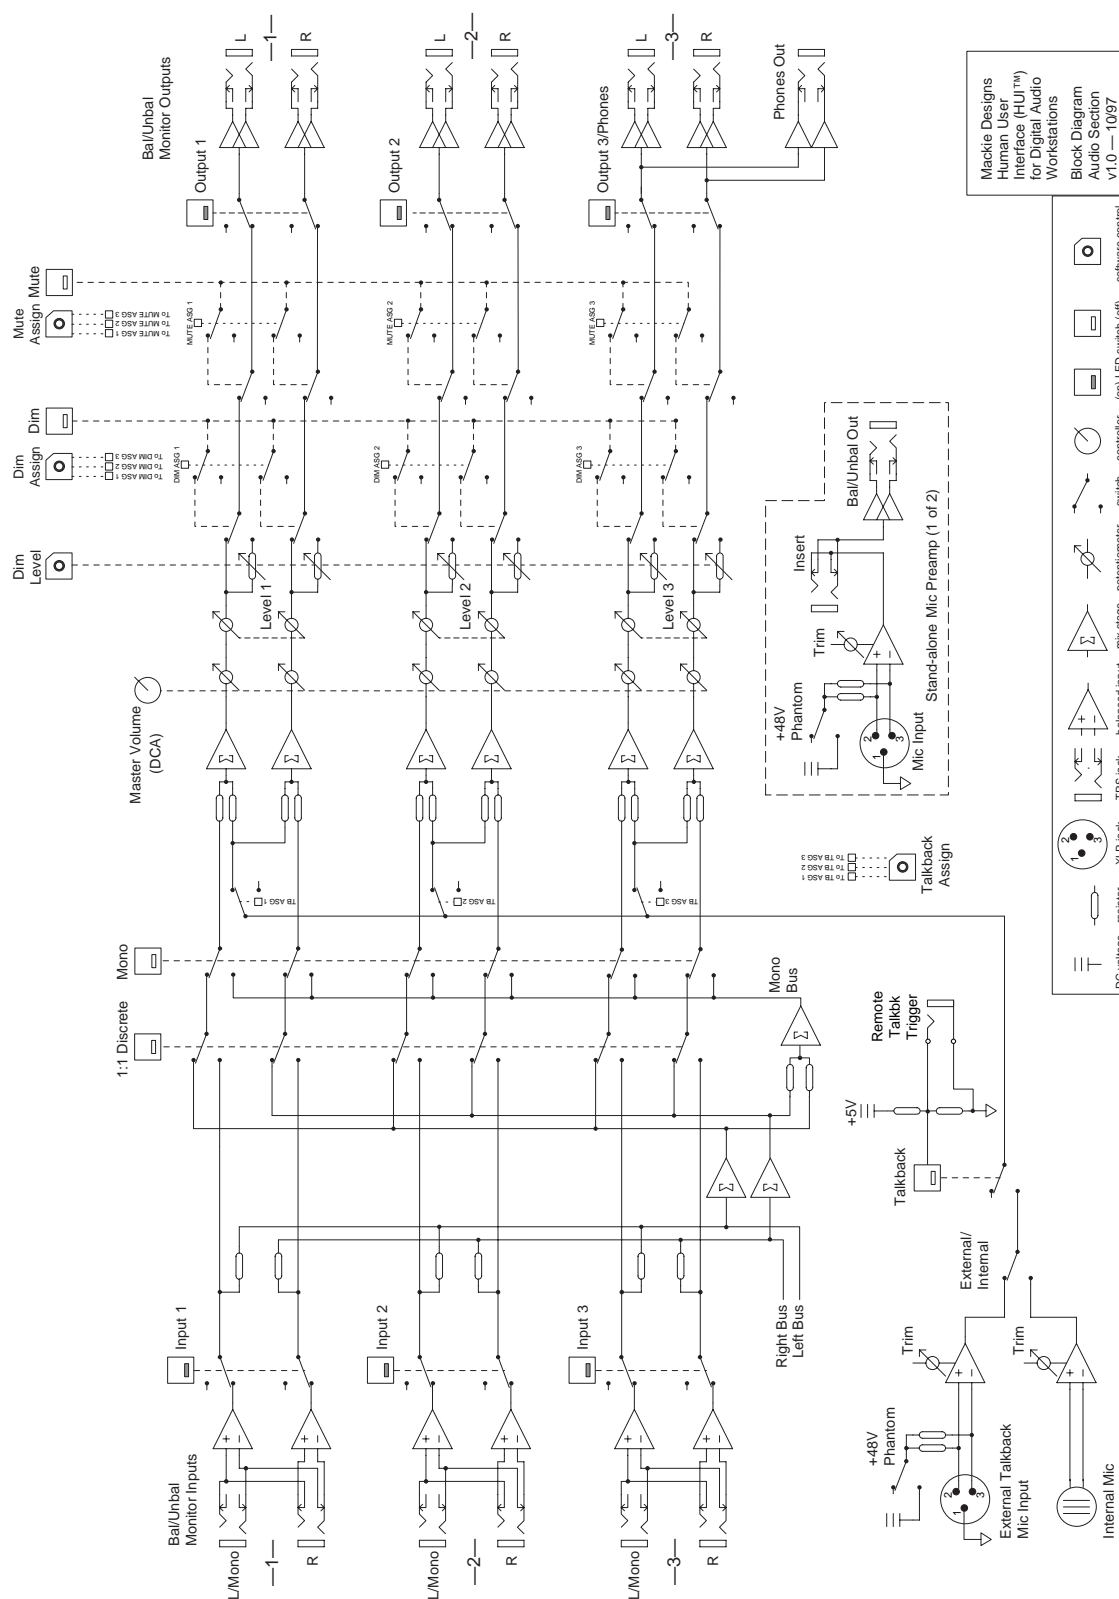 Bal/Unbal
Monitor Inputs
L/Mono
—1—
R
L/Mono
—2—
R
L/Mono
—3—
R
+
−
+
−
+
−
+
−
+
−
+
−
Input 1
Input 2
Input 3
Right Bus
Left Bus
Σ
Σ
1:1 Discrete
Mono
Σ
Mono
Bus
TB ASG 1
TB ASG 2
TB ASG 3
Σ
Σ
Σ
Σ
Σ
Σ
Master Volume
(DCA)
Level 1
Level 2
Level 3
Dim
Level
Dim
Assign
To DIM ASG 1
To DIM ASG 2
To DIM ASG 3
Dim
DIM ASG 1
DIM ASG 2
DIM ASG 3
Mute
Assign
To MUTE ASG 1
To MUTE ASG 2
To MUTE ASG 3
Mute
MUTE ASG 1
MUTE ASG 2
MUTE ASG 3
Output 1
Output 2
Output 3/Phones
Bal/Unbal
Monitor Outputs
L
—1—
R
L
—2—
R
L
—3—
R
Phones Out
+48V
Phantom
1
2
3
External Talkback
Mic Input
Internal Mic
+
−
Trim
+
−
Trim
External/
Internal
Talkback
+5V
Remote
Talkbk
Trigger
Talkback
Assign
To TB ASG 1
To TB ASG 2
To TB ASG 3
+48V
Phantom
1
2
3
Mic Input
+
−
Trim
Insert
Bal/Unbal Out
Stand-alone Mic Preamp (1 of 2)
1
2
3
+
−
Σ
DC voltage
resistor
XLR jack
TRS jack
balanced input
mix stage
potentiometer
switch
controller
(on) LED switch (off)
software control
Mackie Designs
Human User
Interface (HUI™)
for Digital Audio
Workstations
Block Diagram
Audio Section
v1.0 — 10/97